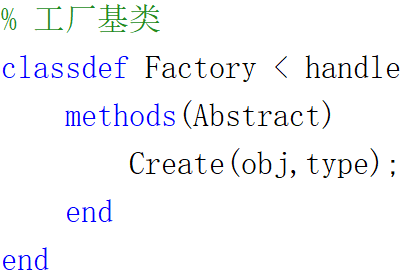 % 工厂基类
classdef Factory < handle
    methods(Abstract)
        Create(obj,type);
    end
end